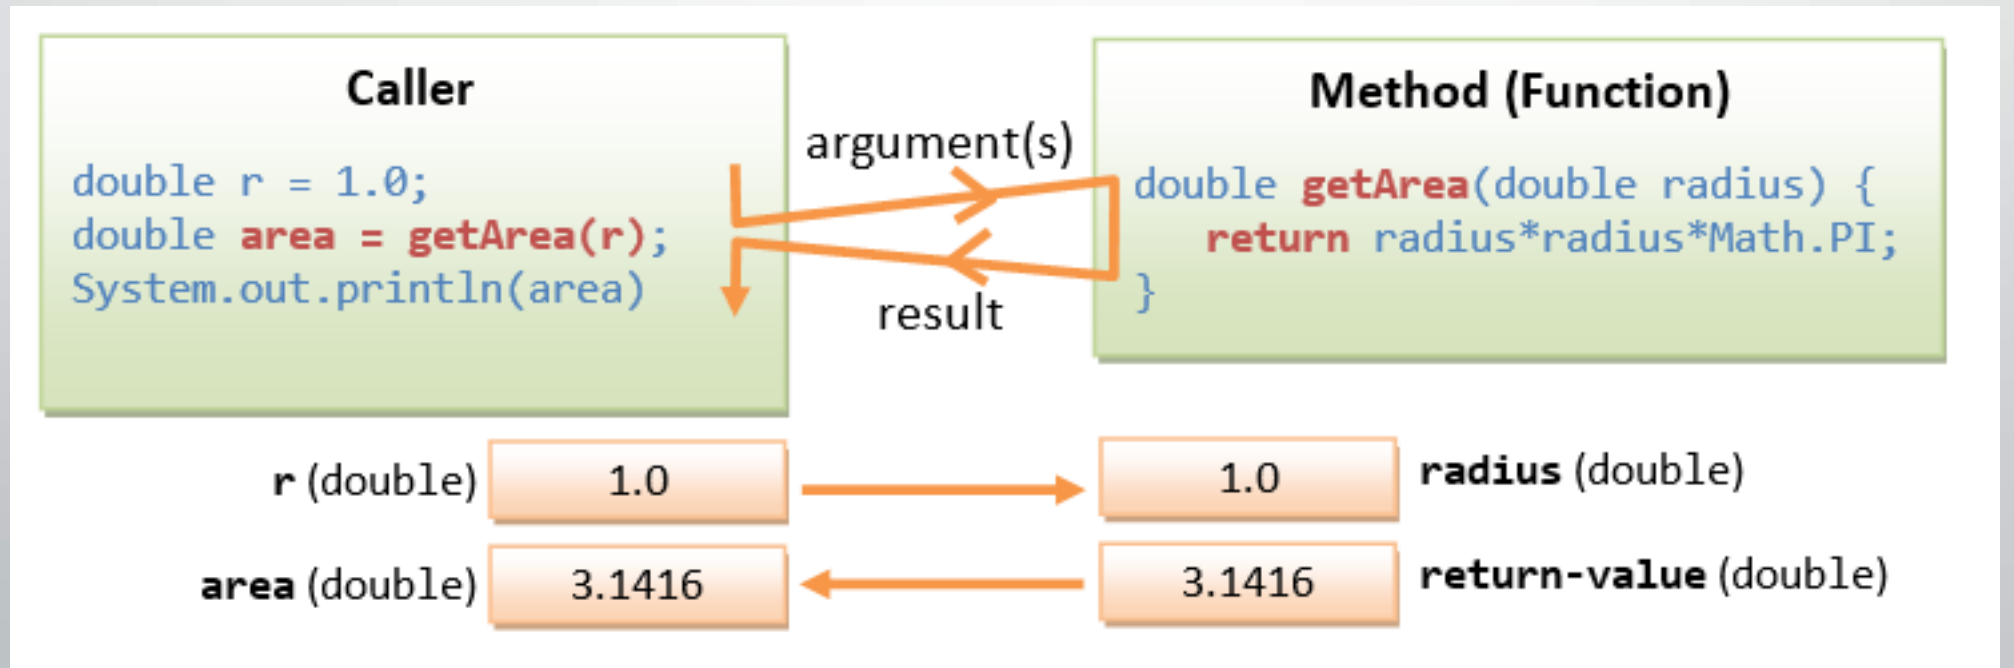 Caller
double r = 1.0;
double area = getArea(r);
System.out.println(area)
argument(s)
result
Method (Function)
double getArea(double radius) {
return radius*radius*Math.PI;
}
r (double) 1.0 1.0 radius (double)
area (double) 3.1416 3.1416 return-value (double)